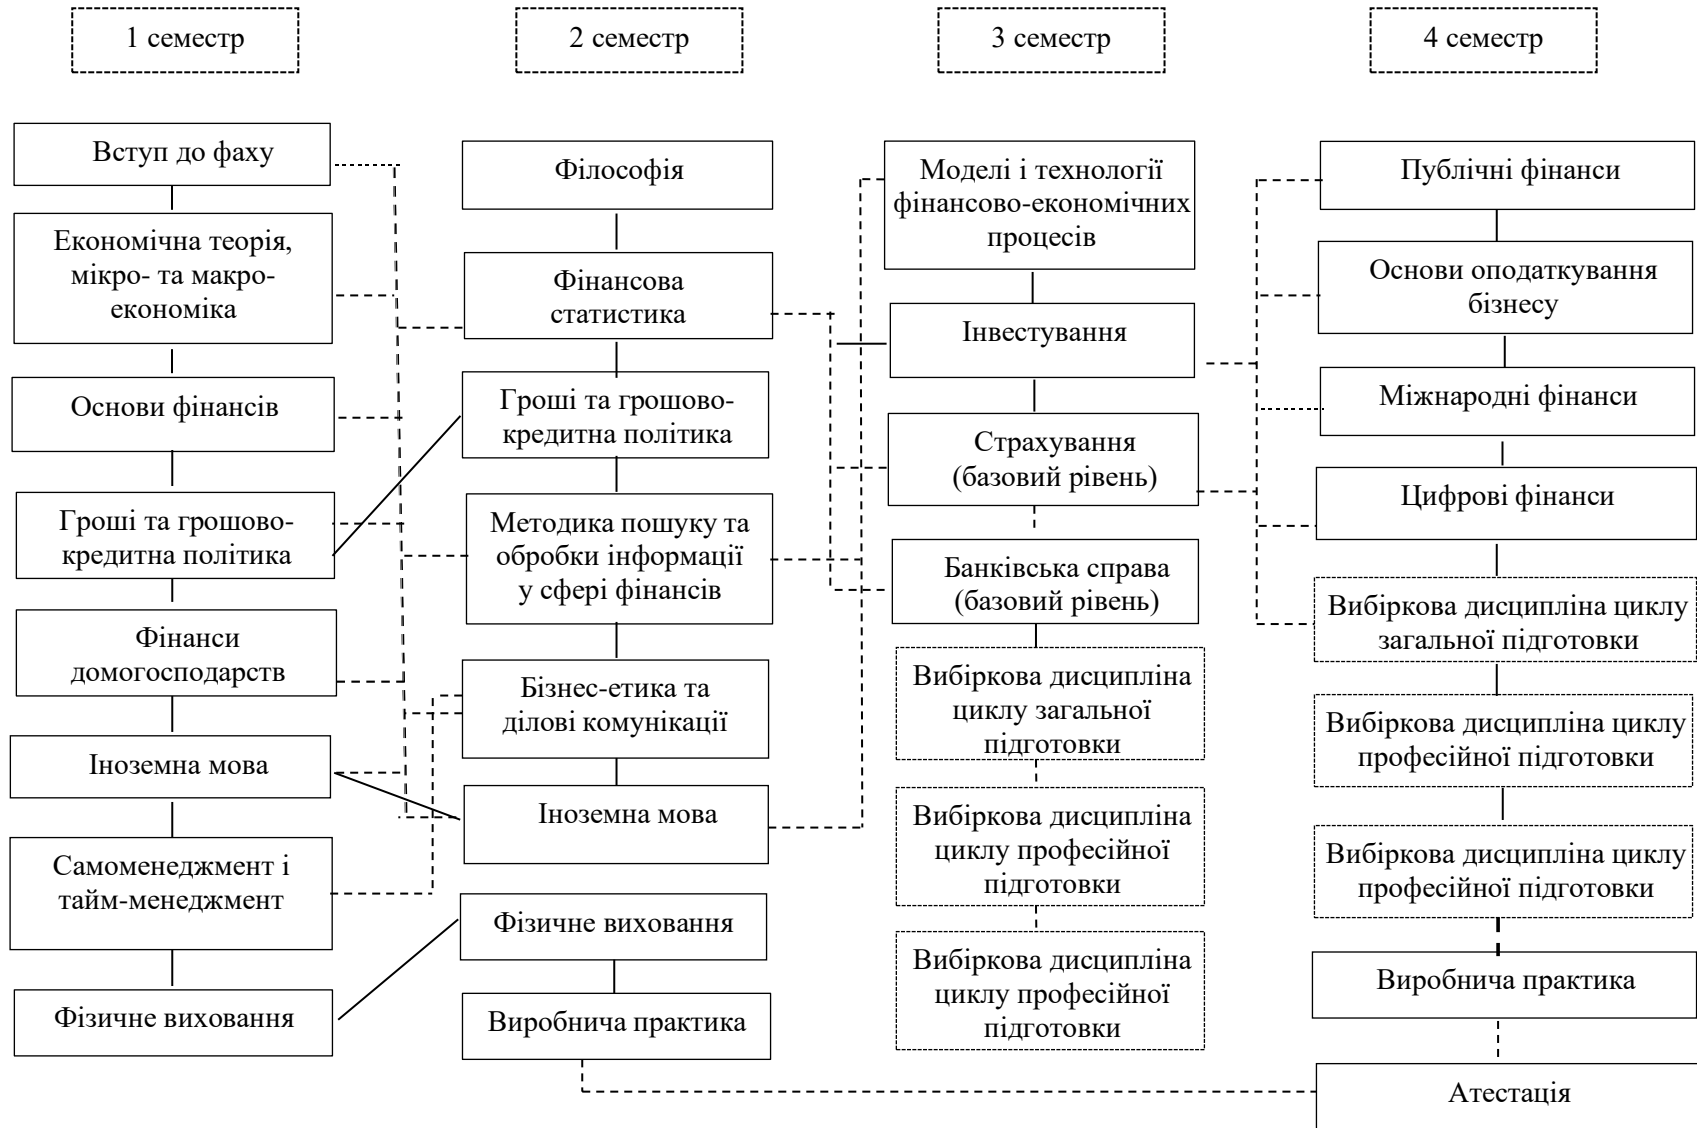 1 семестр
2 семестр
3 семестр
4 семестр
Вступ до фаху
Економічна теорія,
мікро- та макро-
економіка
Основи фінансів
Гроші та грошово-
кредитна політика
Фінанси
домогосподарств
Іноземна мова
Самоменеджмент і
тайм-менеджмент
Фізичне виховання
Філософія
Фінансова
статистика
Гроші та грошово-
кредитна політика
Методика пошуку та
обробки інформації
у сфері фінансів
Бізнес-етика та
ділові комунікації
Іноземна мова
Фізичне виховання
Виробнича практика
Моделі і технології
фінансово-економічних
процесів
Інвестування
Страхування
(базовий рівень)
Банківська справа
(базовий рівень)
Вибіркова дисципліна
циклу загальної
підготовки
Вибіркова дисципліна
циклу професійної
підготовки
Вибіркова дисципліна
циклу професійної
підготовки
Публічні фінанси
Основи оподаткування
бізнесу
Міжнародні фінанси
Цифрові фінанси
Вибіркова дисципліна циклу
загальної підготовки
Вибіркова дисципліна циклу
професійної підготовки
Вибіркова дисципліна циклу
професійної підготовки
Виробнича практика
Атестація